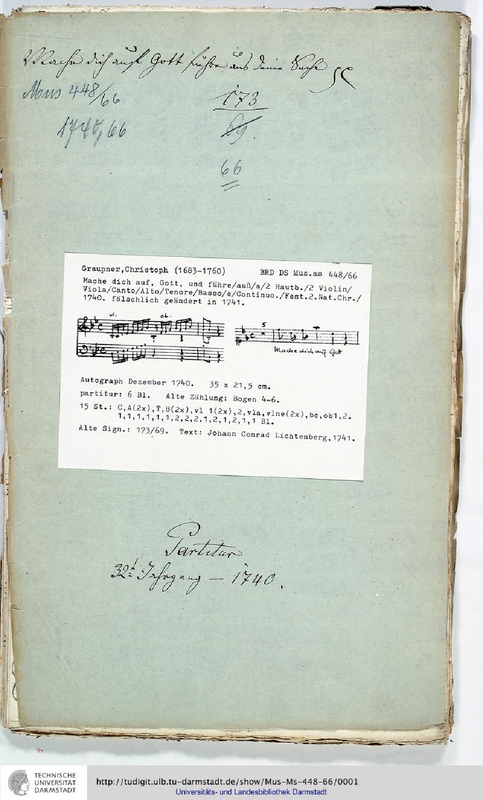 Mache dich auf, Gott führe aus deine Sache
Mus 448/66
173
1740, 66
69.
66
Graupner,Christoph (1683-1760) BRD DS Mus.ms 448/66
Mache dich auf, Gott, und führe/auß/a/2 Hautb./2 Violin/
Viola/Canto/Alto/Tenore/Basso/e/Continuo./Fest.2.Nat.Chr./
1740. fälschlich geändert in 1741.
vl. ob.
5
Mache dich auf Gott
Autograph Dezember 1740. 35 x 21,5 cm.
partitur: 6 Bl. Alte Zählung: Bogen 4-6.
15 St.: C,A(2x),T,B(2x),vl 1(2x),2,vla,vlne(2x),bc,ob1,2.
1,1,1,1,1,1,2,2,2,1,2,1,2,1,1 Bl.
Alte Sign.: 173/69. Text: Johann Conrad Lichtenberg,1741.
Partitur
32t Jahrgang — 1740.
TECHNISCHE
UNIVERSITÄT
DARMSTADT
http://tudigit.ulb.tu-darmstadt.de/show/Mus-Ms-448-66/0001
Universitäts- und Landesbibliothek Darmstadt